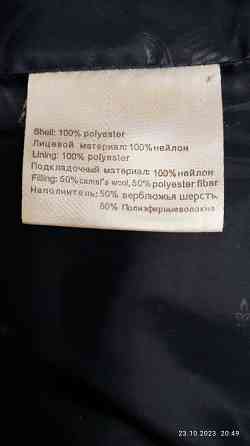 Shell: 100% polyester
Лицевой материал: 100% нейлон
Lining: 100% polyester
Подкладочный материал: 100% нейлон
Filling: 50% camel's wool, 50% polyester fibar
Наполнитель: 50% верблюжья шерсть,
50% Полиэфирныеволокна
23.10.2023 20:49